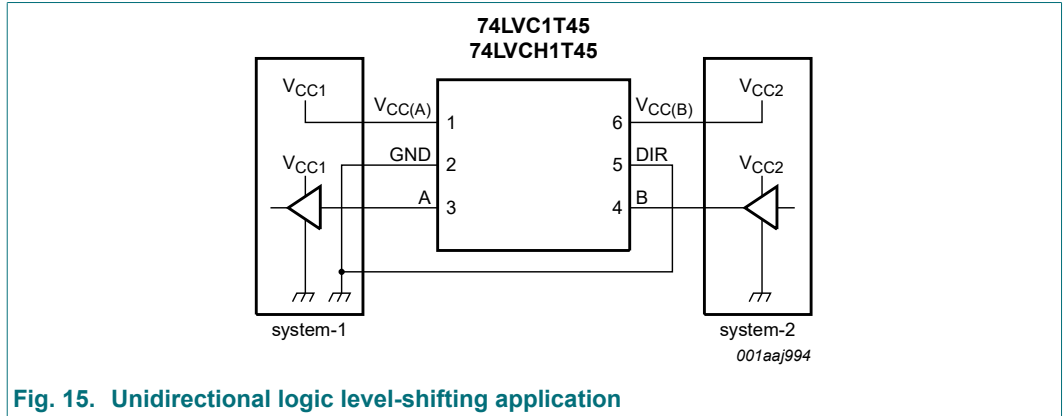 74LVC1T45
74LVCH1T45
VCC1
VCC(A)
1
6
VCC(B)
VCC2
VCC1
GND
2
5
DIR
VCC2
A
3
4
B
system-1
system-2
001aaj994
Fig. 15. Unidirectional logic level-shifting application